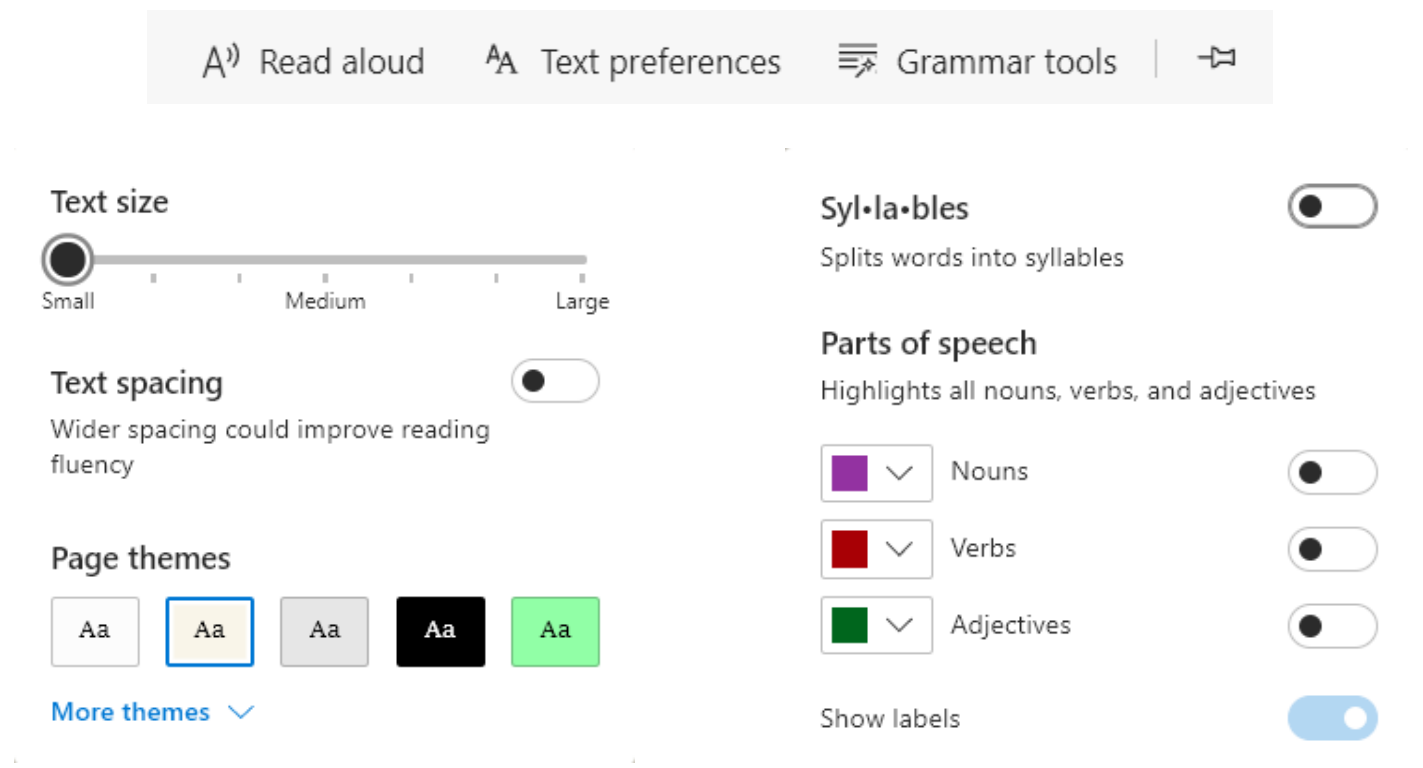 Read aloud Text preferences Grammar tools
Text size
Small Medium Large
Text spacing
Wider spacing could improve reading
fluency
Page themes
Aa Aa Aa Aa Aa
More themes
Syl•la•bles
Splits words into syllables
Parts of speech
Highlights all nouns, verbs, and adjectives
Nouns
Verbs
Adjectives
Show labels